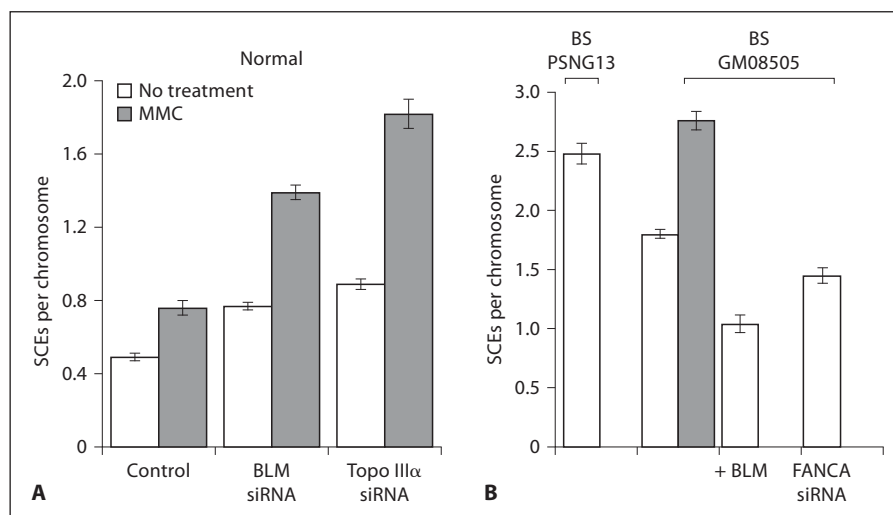 Normal
No treatment
MMC
SCEs per chromosome
2.0
1.6
1.2
0.8
0.4
0
Control
BLM
siRNA
Topo IIIα
siRNA
A
BS
PSNG13
BS
GM08505
SCEs per chromosome
3.0
2.5
2.0
1.5
1.0
0.5
0
+ BLM
FANCA
siRNA
B